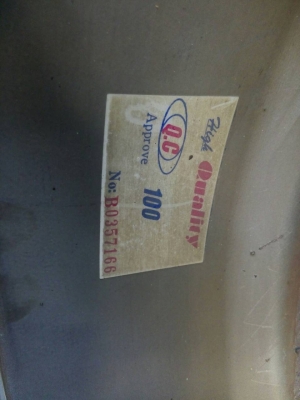 High Quality
Q.C 100
Approve
No: B0357166